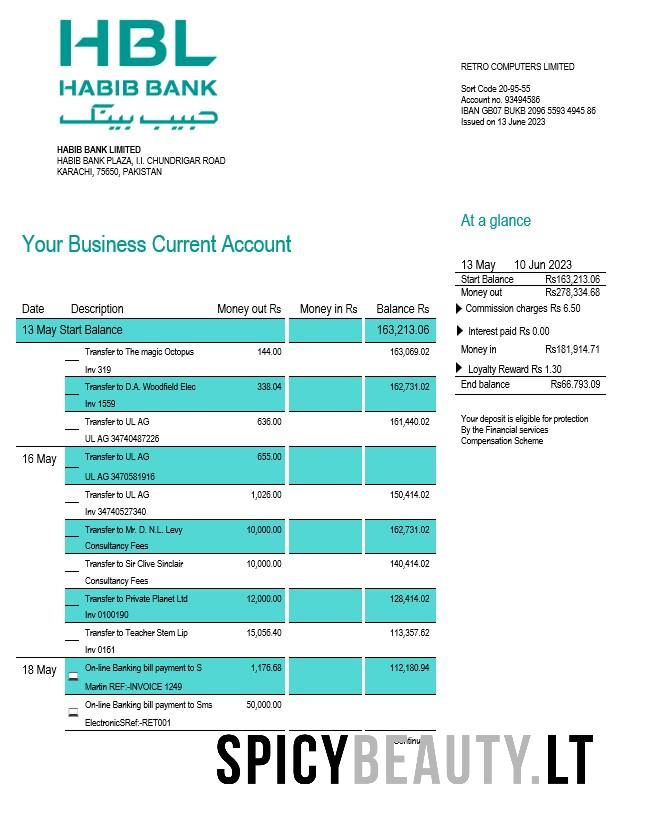 HBL
HABIB BANK
حبيب بينک
HABIB BANK LIMITED
HABIB BANK PLAZA, I.I. CHUNDRIGAR ROAD
KARACHI, 75650, PAKISTAN
RETRO COMPUTERS LIMITED
Sort Code 20-95-55
Account no. 93494586
IBAN GB07 BUKB 2096 5593 4945 86
Issued on 13 June 2023
At a glance
13 May 10 Jun 2023
Start Balance Rs163,213.06
Money out Rs278,334.68
Commission charges Rs 6.50
Interest paid Rs 0.00
Money in Rs181,914.71
Loyalty Reward Rs 1.30
End balance Rs66.793.09
Your deposit is eligible for protection
By the Financial services
Compensation Scheme
Your Business Current Account
Date Description Money out Rs Money in Rs Balance Rs
13 May Start Balance 163,213.06
Transfer to The magic Octopus 144.00 163,069.02
Inv 319
Transfer to D.A. Woodfield Elec 338.04 162,731.02
Inv 1559
Transfer to UL AG 636.00 161,440.02
UL AG 34740487226
16 May Transfer to UL AG 655.00
UL AG 3470581916
Transfer to UL AG 1,026.00 150,414.02
Inv 34740527340
Transfer to Mr. D. N.L. Levy 10,000.00 162,731.02
Consultancy Fees
Transfer to Sir Clive Sinclair 10,000.00 140,414.02
Consultancy Fees
Transfer to Private Planet Ltd 12,000.00 128,414.02
Inv 0100190
Transfer to Teacher Stem Lip 15,056.40 113,357.62
Inv 0161
18 May On-line Banking bill payment to S 1,176.68 112,180.94
Martin REF:-INVOICE 1249
On-line Banking bill payment to Sms 50,000.00
ElectronicSRef:-RET001
SPICYBEAUTY.LT